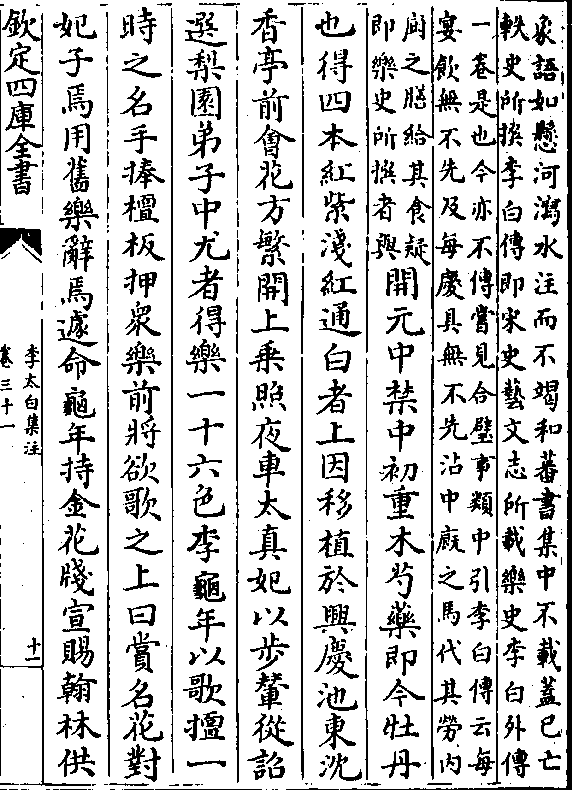 象語如懸河瀉水注而不竭和蕃書集中不載蓋已亡
軼史所撰李白傳即宋史藝文志所載樂史李白外傳
一卷是也今亦不傳嘗見合璧事類中引李白傳云每
宴飲無不先及每慶具無不先沾中廐之馬代其勞内
厨之膳給其食疑
即樂史所撰者與
開元中禁中初重木芍藥即今牡丹
也得四本紅紫淺紅通白者上因移植於興慶池東沈
香亭前會花方繁開上乗照夜車太真妃以步輦從詔
選梨園弟子中尤者得樂一十六色李龜年以歌擅一
時之名手捧檀板押衆樂前將欲歌之上曰賞名花對
妃子焉用舊樂辭焉遽命龜年持金花牋宣賜翰林供
欽定四庫全書
李太白集注
卷三十一
十一